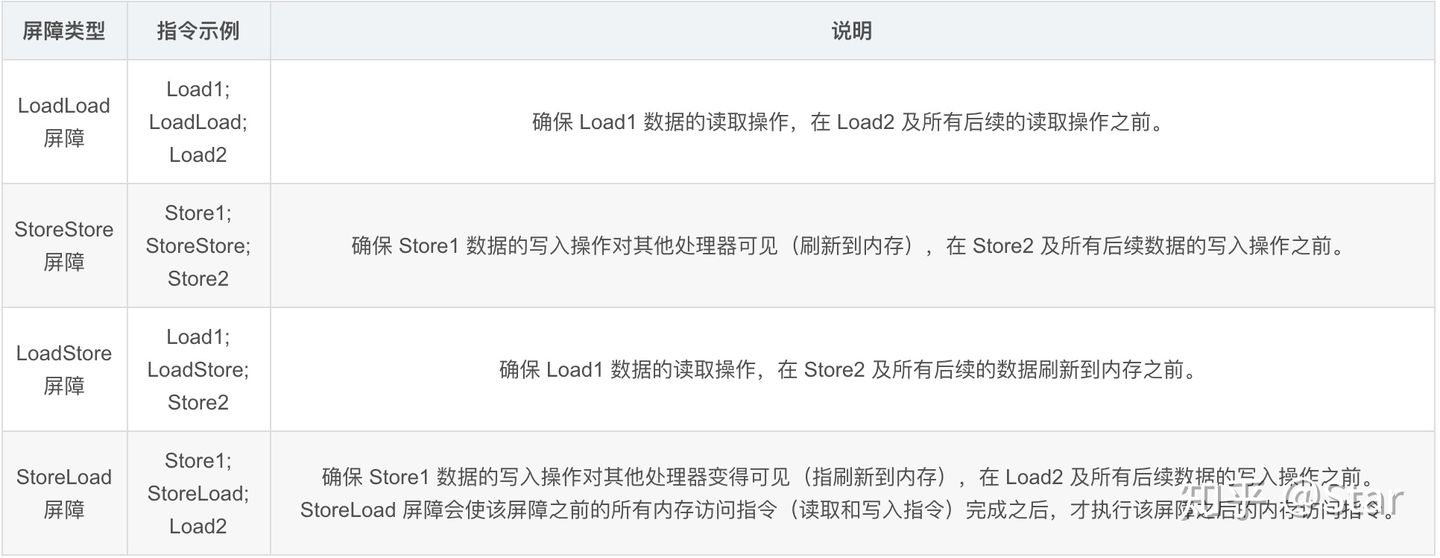 屏障类型 指令示例 说明
LoadLoad
屏障
Load1;
LoadLoad;
Load2
确保 Load1 数据的读取操作，在 Load2 及所有后续的读取操作之前。
StoreStore
屏障
Store1;
StoreStore;
Store2
确保 Store1 数据的写入操作对其他处理器可见（刷新到内存），在 Store2 及所有后续数据的写入操作之前。
LoadStore
屏障
Load1;
LoadStore;
Store2
确保 Load1 数据的读取操作，在 Store2 及所有后续的数据刷新到内存之前。
StoreLoad
屏障
Store1;
StoreLoad;
Load2
确保 Store1 数据的写入操作对其他处理器变得可见（指刷新到内存），在 Load2 及所有后续数据的写入操作之前。
StoreLoad 屏障会使该屏障之前的所有内存访问指令（读取和写入指令）完成之后，才执行该屏障之后的内存访问指令。
知乎 @Star